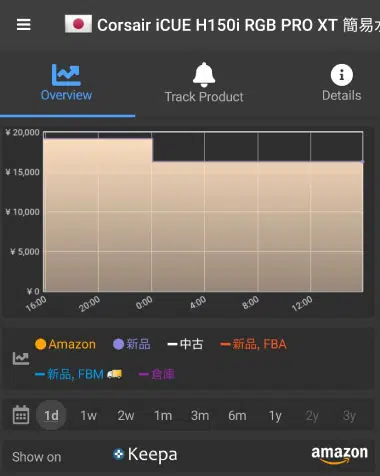 Corsair iCUE H150i RGB PRO XT 簡易
Overview
Track Product
Details
¥ 20,000
¥ 15,000
¥ 10,000
¥ 5,000
¥ 0
16:00 20:00 0:00 4:00 8:00 12:00
Amazon 新品 中古 新品, FBA
新品, FBM 倉庫
1d 1w 2w 1m 3m 6m 1y 2y 3y
Show on Keepa amazon